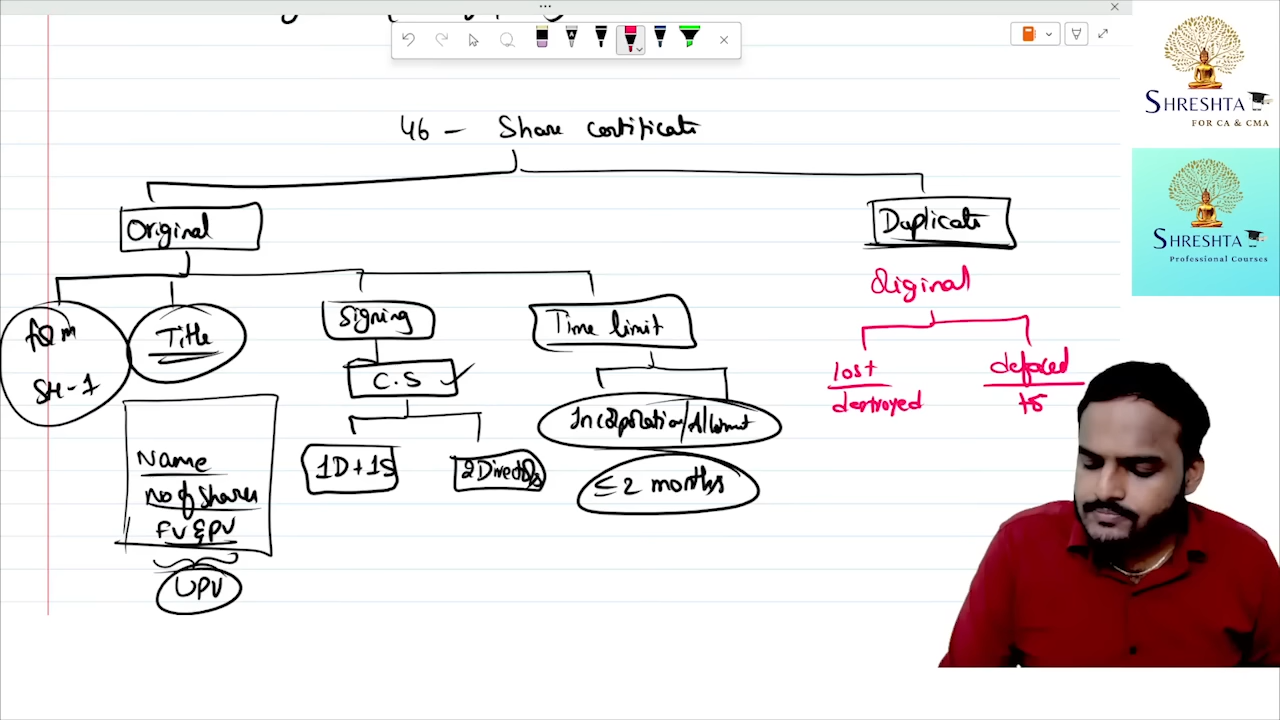 46 - Share certificate
Original
Duplicate
form
SH-1
Title
Signing
Time limit
C.S
Incorporation/Allotment
1D+1S
2 Directors
≤ 2 months
Name
No of Shares
FV & PV
UPV
Original
lost
destroyed
defaced
SHRESHTA
FOR CA & CMA
SHRESHTA
Professional Courses